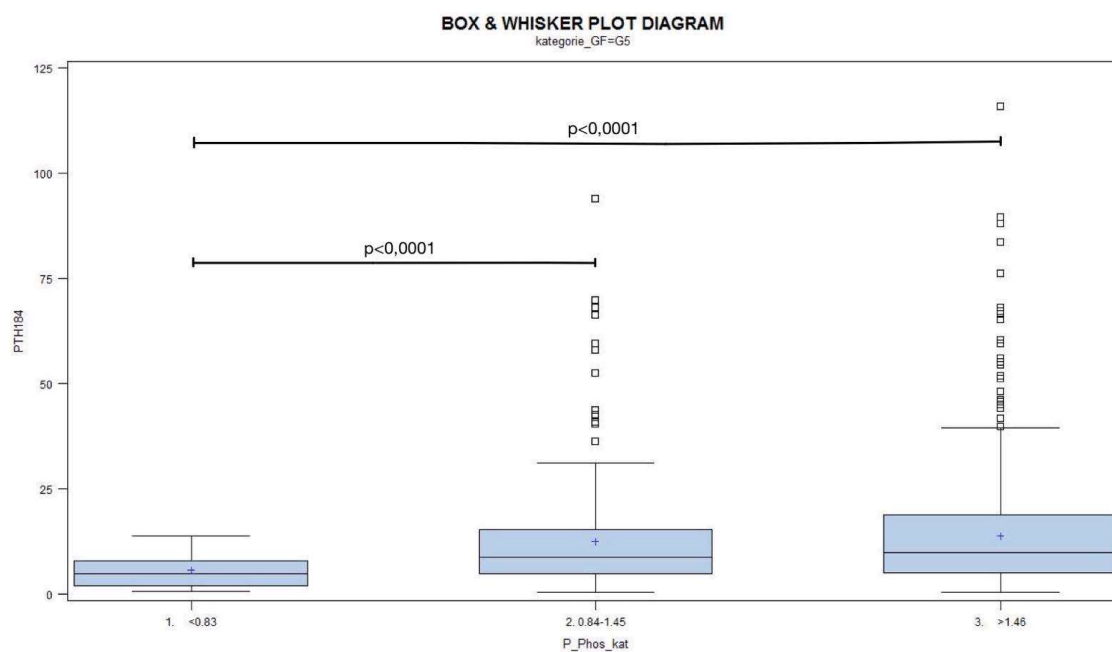 BOX & WHISKER PLOT DIAGRAM
kategorie_GF=G5
125
p<0,0001
100
p<0,0001
75
PTH184
50
25
0
1. <0.83
2. 0.84-1.45
3. >1.46
P_Phos_kat